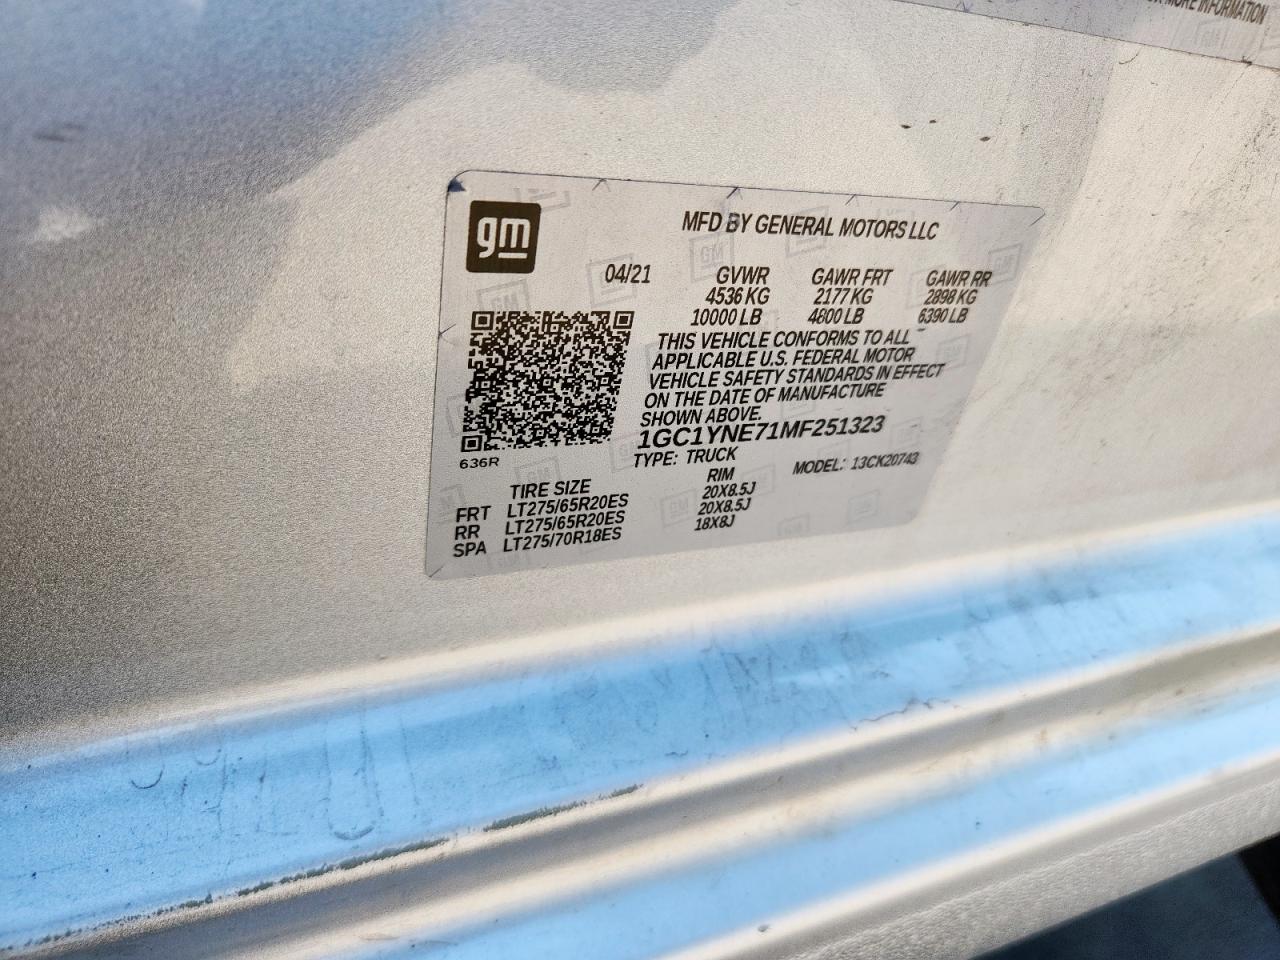 MORE INFORMATION
gm
MFD BY GENERAL MOTORS LLC
04/21 GVWR GAWR FRT GAWR RR
4536 KG 2177 KG 2898 KG
10000 LB 4800 LB 6390 LB
THIS VEHICLE CONFORMS TO ALL
APPLICABLE U.S. FEDERAL MOTOR
VEHICLE SAFETY STANDARDS IN EFFECT
ON THE DATE OF MANUFACTURE
SHOWN ABOVE.
1GC1YNE71MF251323
636R TYPE: TRUCK MODEL: 13CK20743
TIRE SIZE RIM
FRT LT275/65R20ES 20X8.5J
RR LT275/65R20ES 20X8.5J
SPA LT275/70R18ES 18X8J